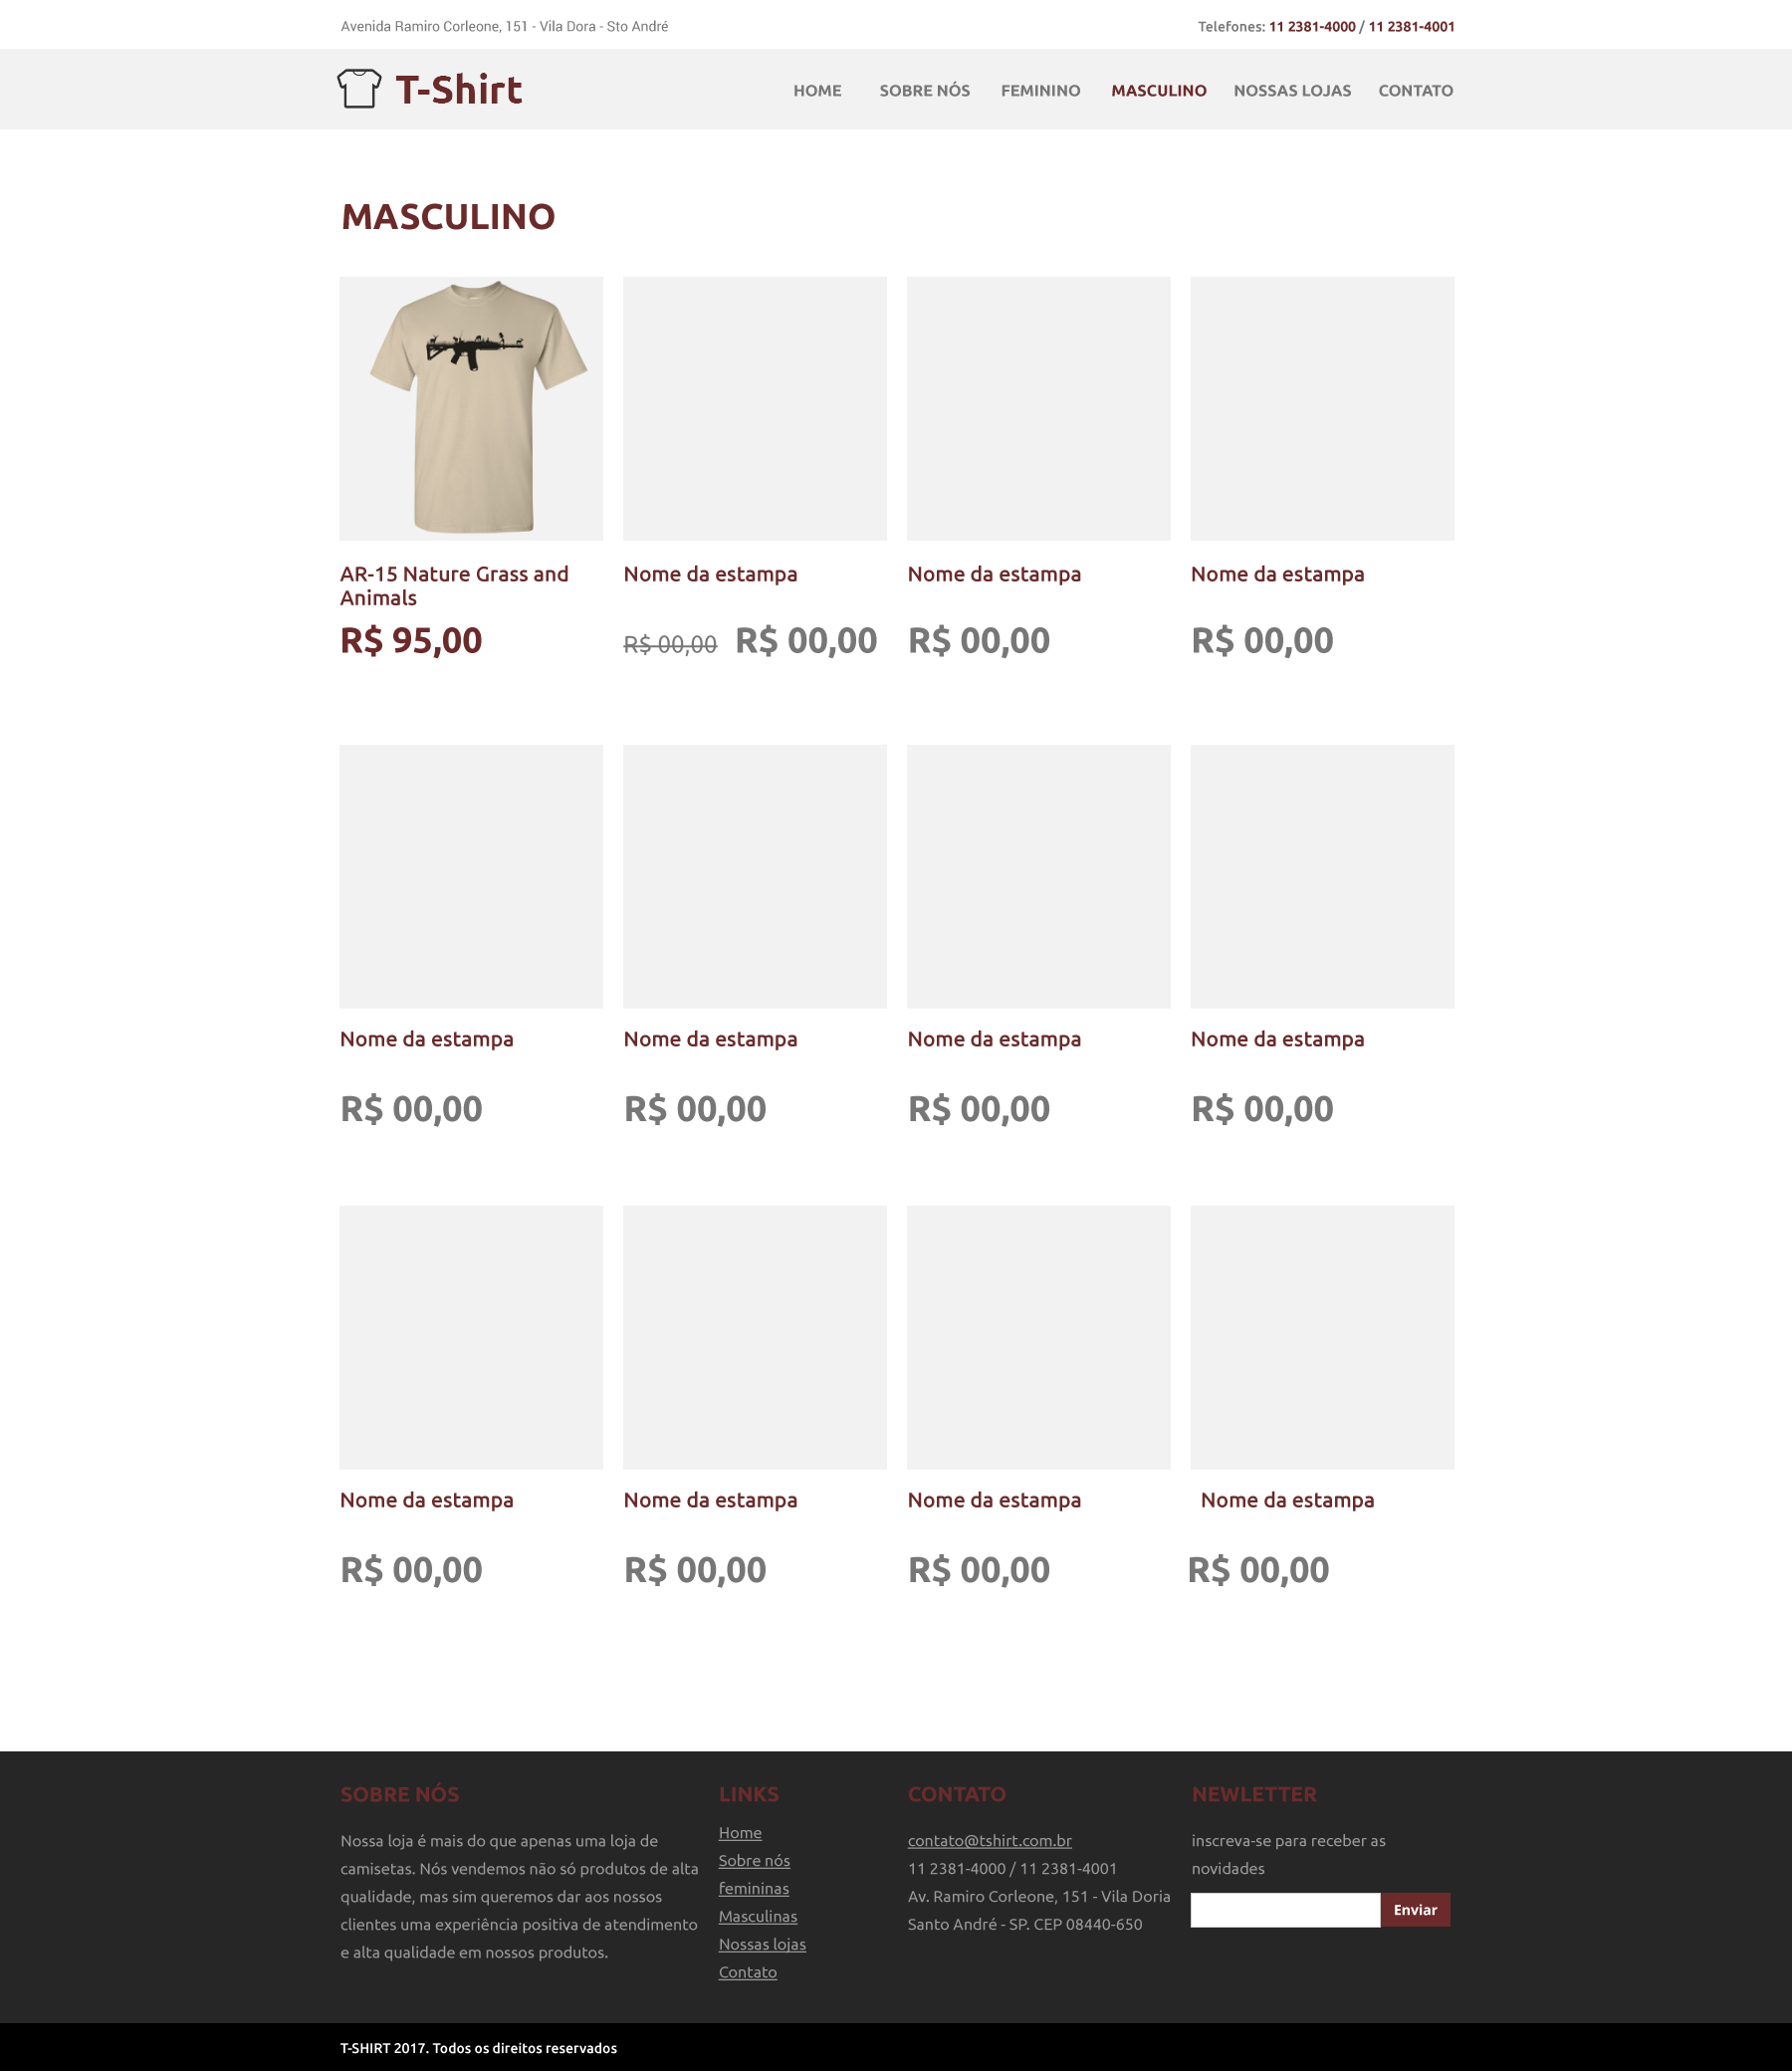 Avenida Ramiro Corleone, 151 - Vila Dora - Sto André
Telefones: 11 2381-4000 / 11 2381-4001
T-Shirt
HOME SOBRE NÓS FEMININO MASCULINO NOSSAS LOJAS CONTATO
MASCULINO
AR-15 Nature Grass and
Animals
R$ 95,00
Nome da estampa
R$ 00,00 R$ 00,00
Nome da estampa
R$ 00,00
Nome da estampa
R$ 00,00
Nome da estampa
R$ 00,00
Nome da estampa
R$ 00,00
Nome da estampa
R$ 00,00
Nome da estampa
R$ 00,00
Nome da estampa
R$ 00,00
Nome da estampa
R$ 00,00
Nome da estampa
R$ 00,00
Nome da estampa
R$ 00,00
SOBRE NÓS
Nossa loja é mais do que apenas uma loja de
camisetas. Nós vendemos não só produtos de alta
qualidade, mas sim queremos dar aos nossos
clientes uma experiência positiva de atendimento
e alta qualidade em nossos produtos.
LINKS
Home
Sobre nós
femininas
Masculinas
Nossas lojas
Contato
CONTATO
contato@tshirt.com.br
11 2381-4000 / 11 2381-4001
Av. Ramiro Corleone, 151 - Vila Doria
Santo André - SP. CEP 08440-650
NEWLETTER
inscreva-se para receber as
novidades
Enviar
T-SHIRT 2017. Todos os direitos reservados